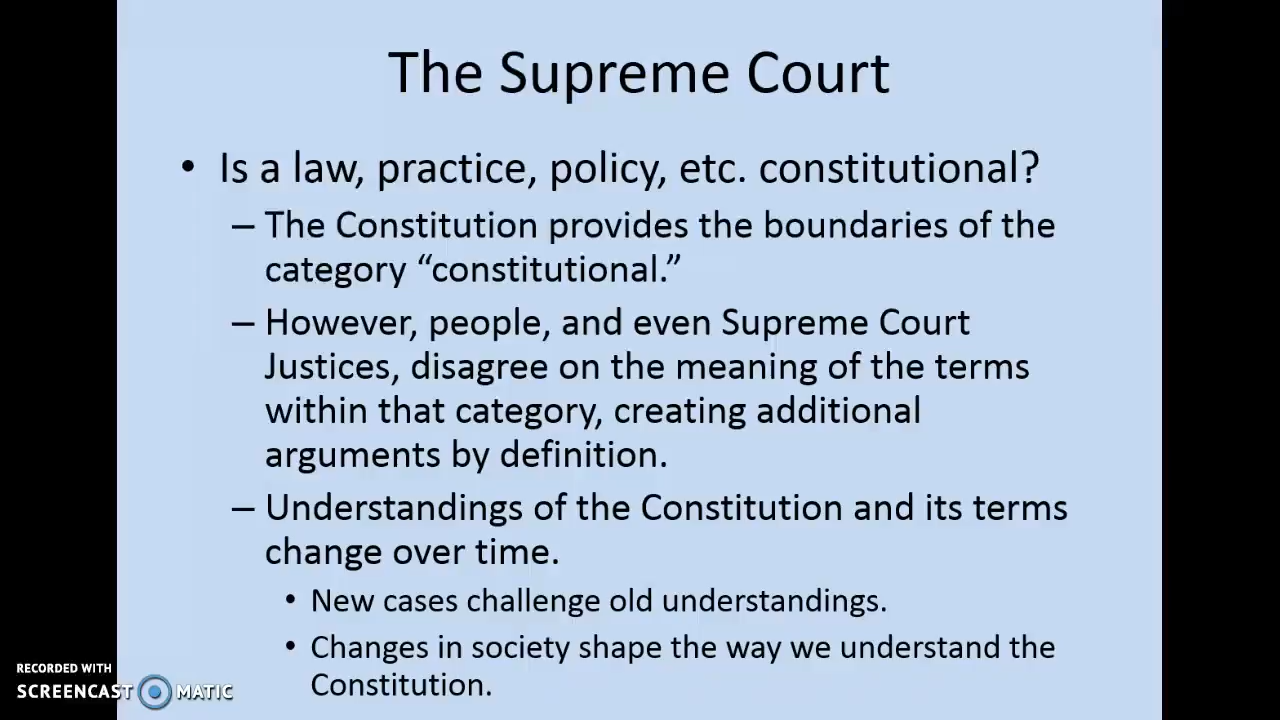 The Supreme Court
• Is a law, practice, policy, etc. constitutional?
– The Constitution provides the boundaries of the
category “constitutional.”
– However, people, and even Supreme Court
Justices, disagree on the meaning of the terms
within that category, creating additional
arguments by definition.
– Understandings of the Constitution and its terms
change over time.
• New cases challenge old understandings.
• Changes in society shape the way we understand the
Constitution.
RECORDED WITH
SCREENCAST MATIC